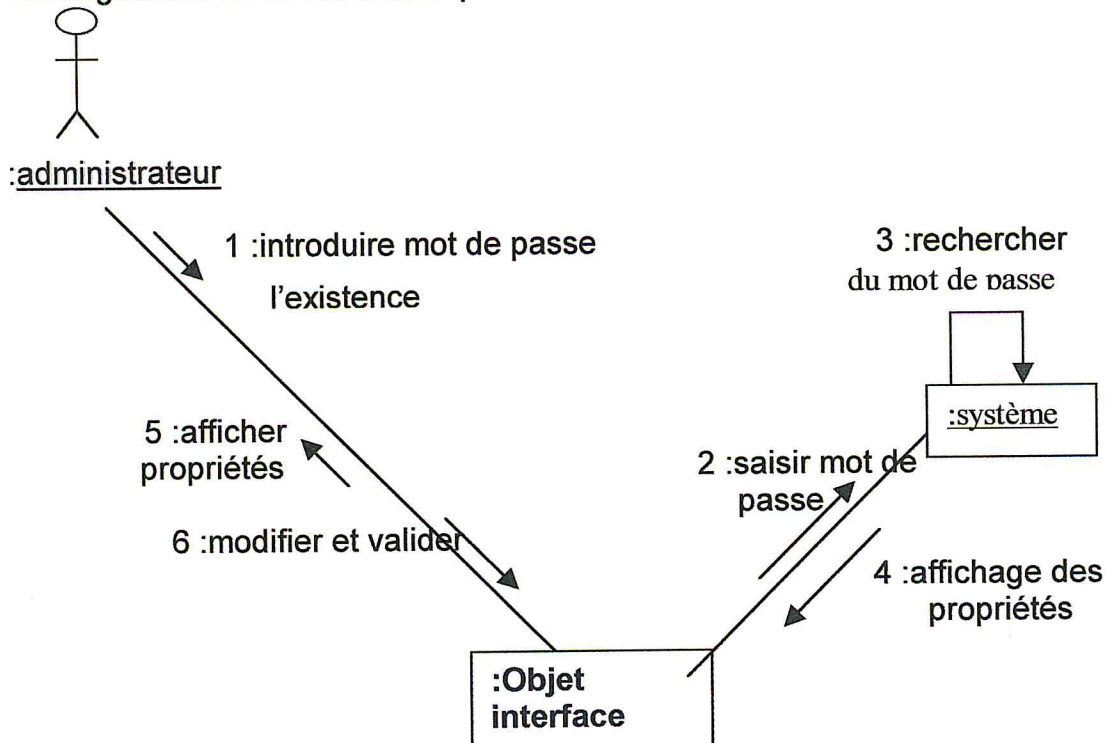 :administrateur
1 :introduire mot de passe
l'existence
3 :rechercher
du mot de passe
:système
5 :afficher
propriétés
2 :saisir mot de
passe
6 :modifier et valider
4 :affichage des
propriétés
:Objet
interface